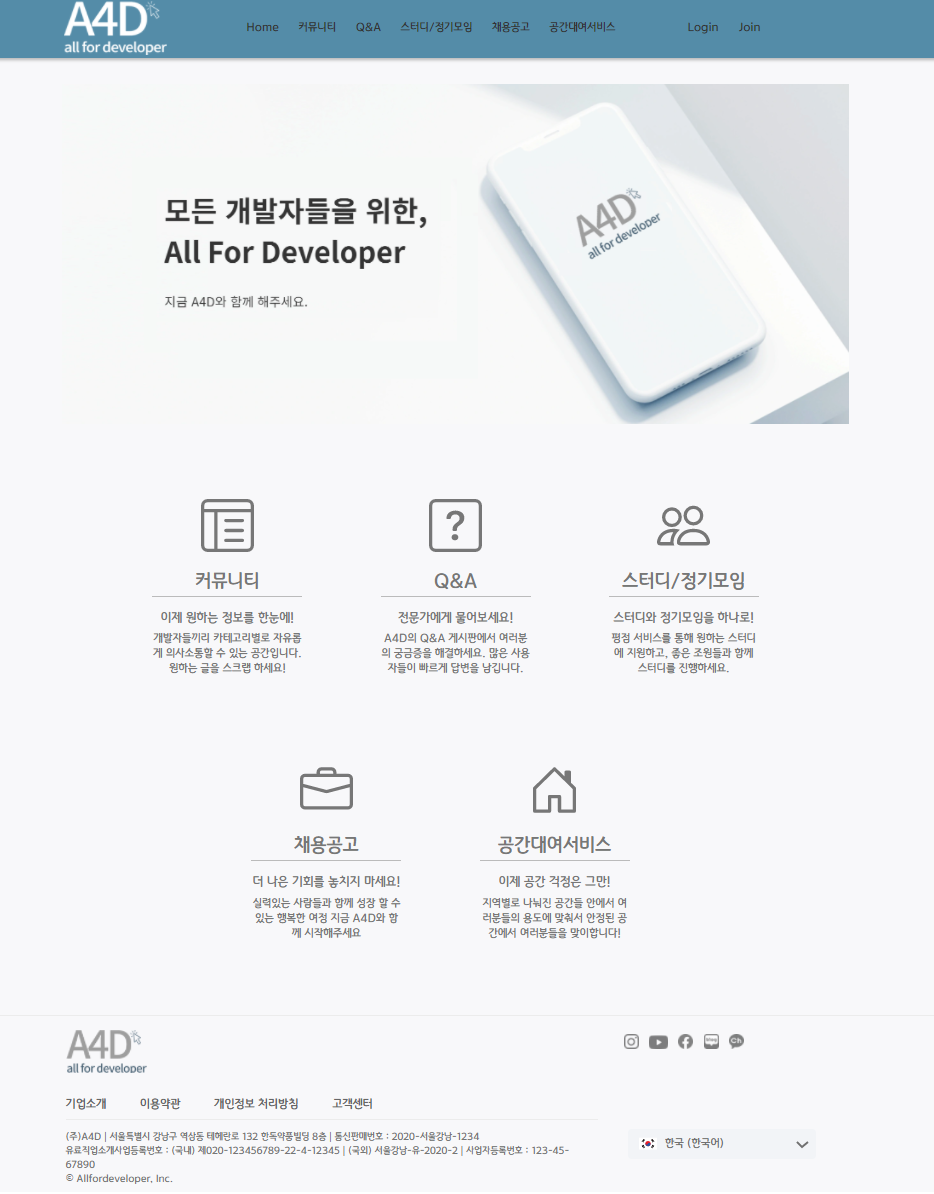 A4D
all for developer
Home 커뮤니티 Q&A 스터디/정기모임 채용공고 공간대여서비스 Login Join
모든 개발자들을 위한,
All For Developer
지금 A4D와 함께 해주세요.
A4D
all for developer
커뮤니티
이제 원하는 정보를 한눈에!
개발자들끼리 카테고리별로 자유롭
게 의사소통할 수 있는 공간입니다.
원하는 글을 스크랩 하세요!
?
Q&A
전문가에게 물어보세요!
A4D의 Q&A 게시판에서 여러분
의 궁금증을 해결하세요. 많은 사용
자들이 빠르게 답변을 남깁니다.
스터디/정기모임
스터디와 정기모임을 하나로!
평점 서비스를 통해 원하는 스터디
에 지원하고, 좋은 조원들과 함께
스터디를 진행하세요.
채용공고
더 나은 기회를 놓치지 마세요!
실력있는 사람들과 함께 성장 할 수
있는 행복한 여정 지금 A4D와 함
께 시작해주세요
공간대여서비스
이제 공간 걱정은 그만!
지역별로 나눠진 공간들 안에서 여
러분들의 용도에 맞춰서 안정된 공
간에서 여러분들을 맞이합니다!
A4D
all for developer
blog
Ch
기업소개 이용약관 개인정보 처리방침 고객센터
(주)A4D | 서울특별시 강남구 역삼동 테헤란로 132 한독약품빌딩 8층 | 통신판매번호 : 2020-서울강남-1234
유료직업소개사업등록번호 : (국내) 제020-123456789-22-4-12345 | (국외) 서울강남-유-2020-2 | 사업자등록번호 : 123-45-
67890
© Allfordeveloper, Inc.
한국 (한국어)